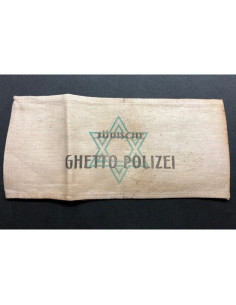 JÜDISCHE
GHETTO POLIZEI